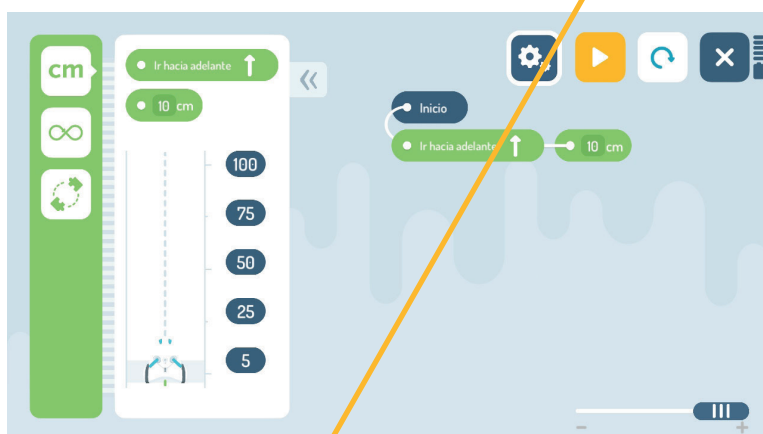 cm
Ir hacia adelante
10 cm
100
75
50
25
5
Inicio
Ir hacia adelante
10 cm
- +